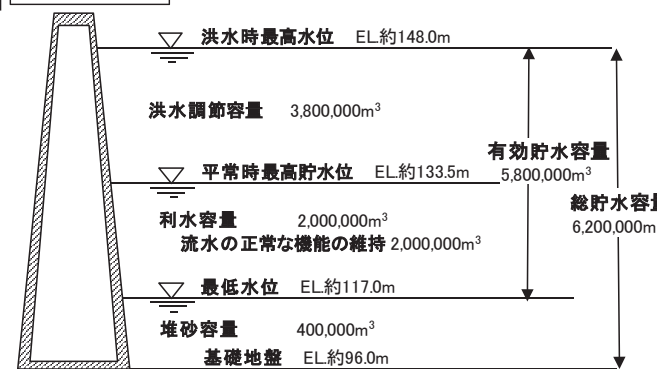 洪水時最高水位 EL.約148.0m
洪水調節容量 3,800,000m³
有効貯水容量
5,800,000m³
平常時最高貯水位 EL.約133.5m
総貯水容量
6,200,000m
利水容量 2,000,000m³
流水の正常な機能の維持 2,000,000m³
最低水位 EL.約117.0m
堆砂容量 400,000m³
基礎地盤 EL.約96.0m